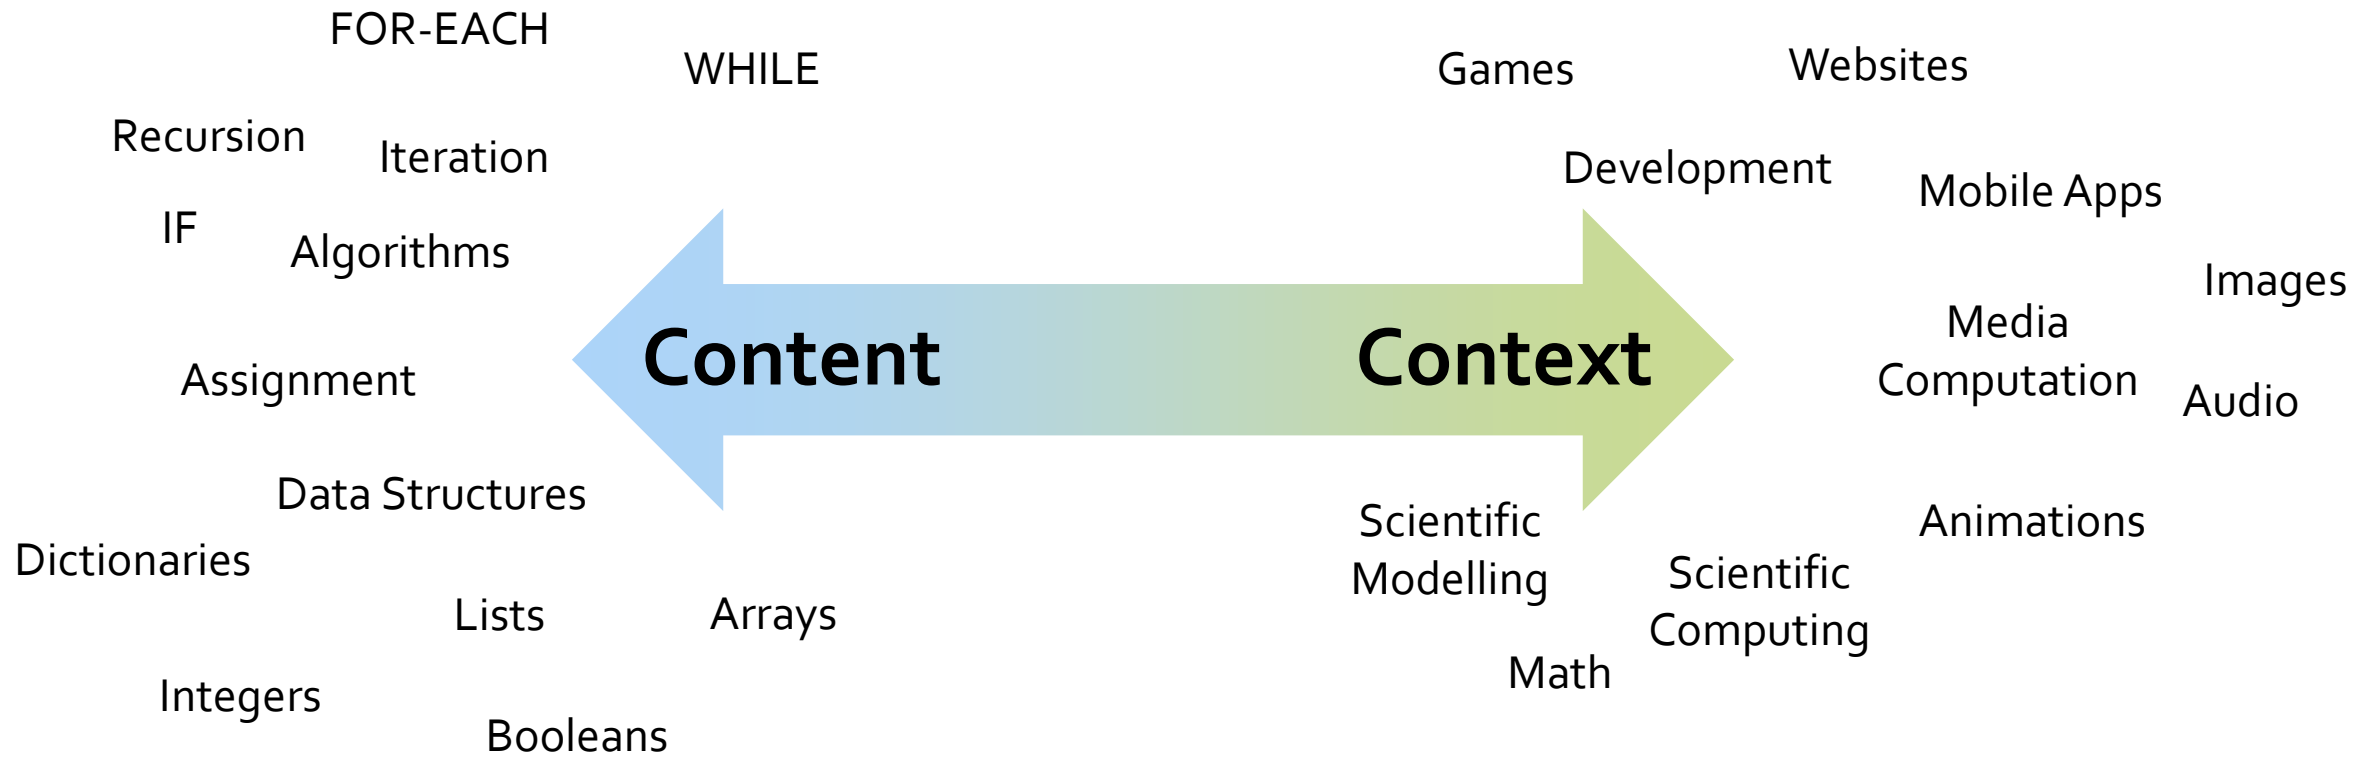 FOR-EACH
WHILE
Recursion
Iteration
IF
Algorithms
Assignment
Data Structures
Dictionaries
Lists
Arrays
Integers
Booleans
Content
Context
Games
Websites
Development
Mobile Apps
Images
Media
Computation
Audio
Animations
Scientific
Modelling
Scientific
Computing
Math